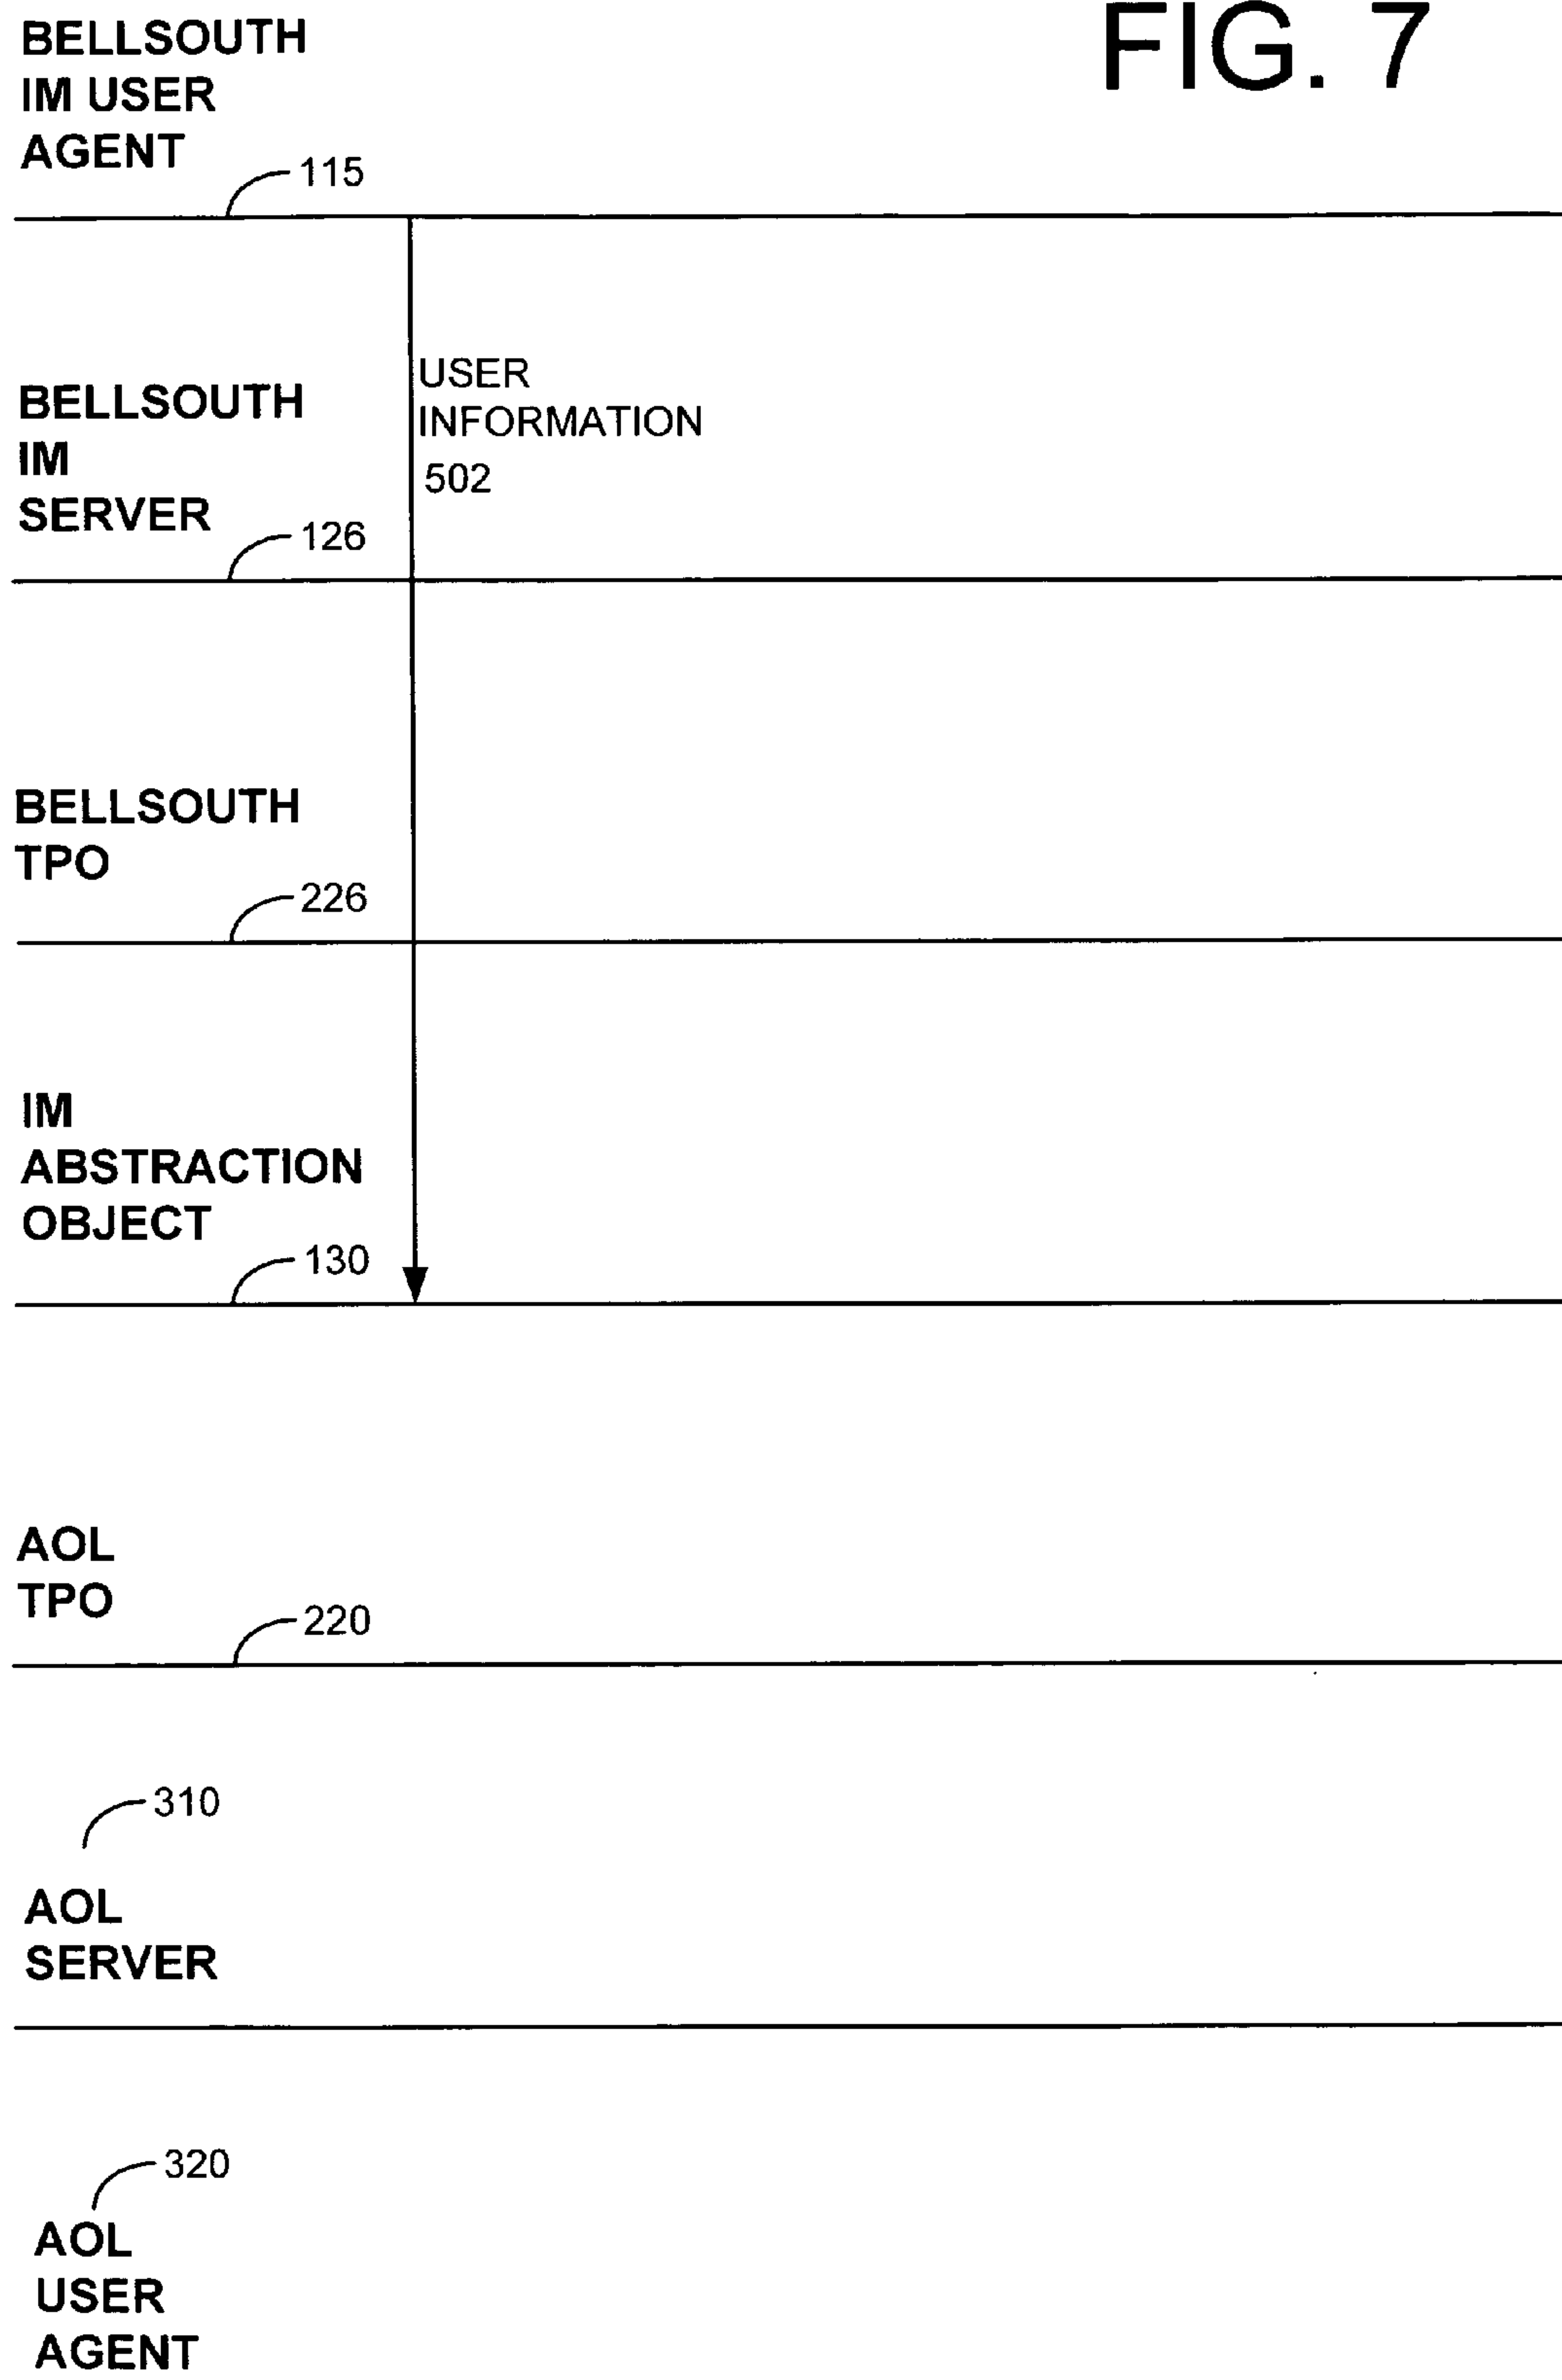 FIG. 7
BELLSOUTH
IM USER
AGENT
115
USER
INFORMATION
502
BELLSOUTH
IM
SERVER
126
BELLSOUTH
TPO
226
IM
ABSTRACTION
OBJECT
130
AOL
TPO
220
310
AOL
SERVER
320
AOL
USER
AGENT